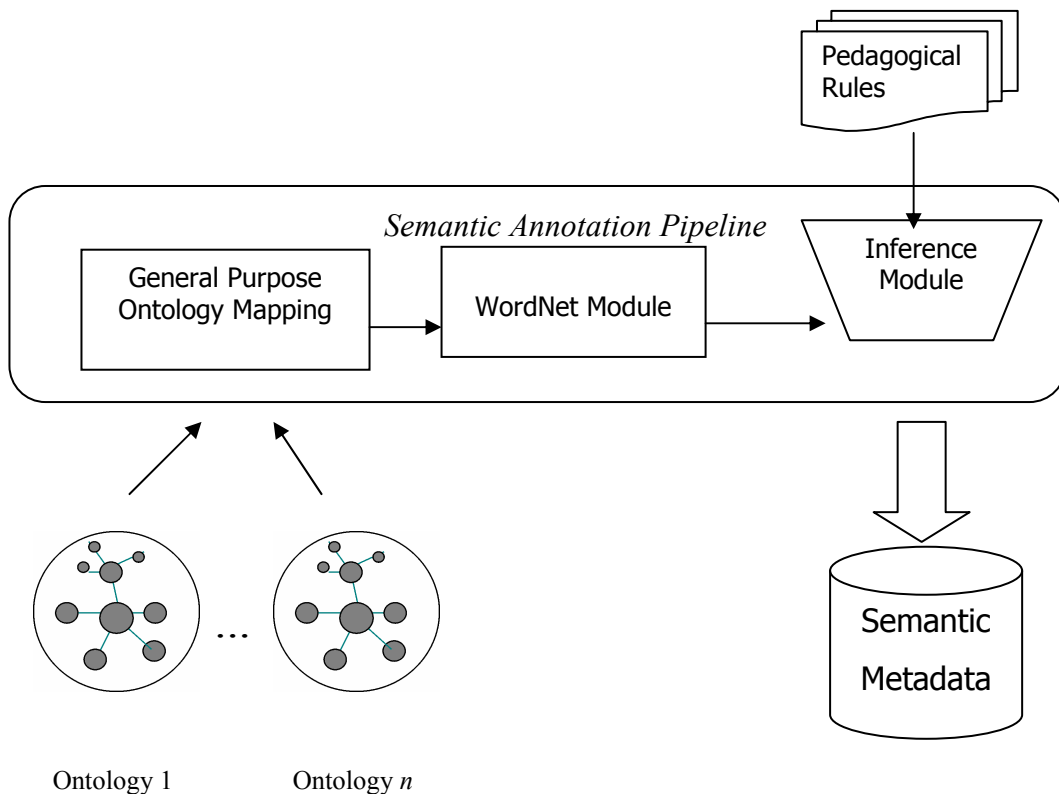 Pedagogical
Rules
Semantic Annotation Pipeline
General Purpose
Ontology Mapping
WordNet Module
Inference
Module
...
Semantic
Metadata
Ontology 1
Ontology n